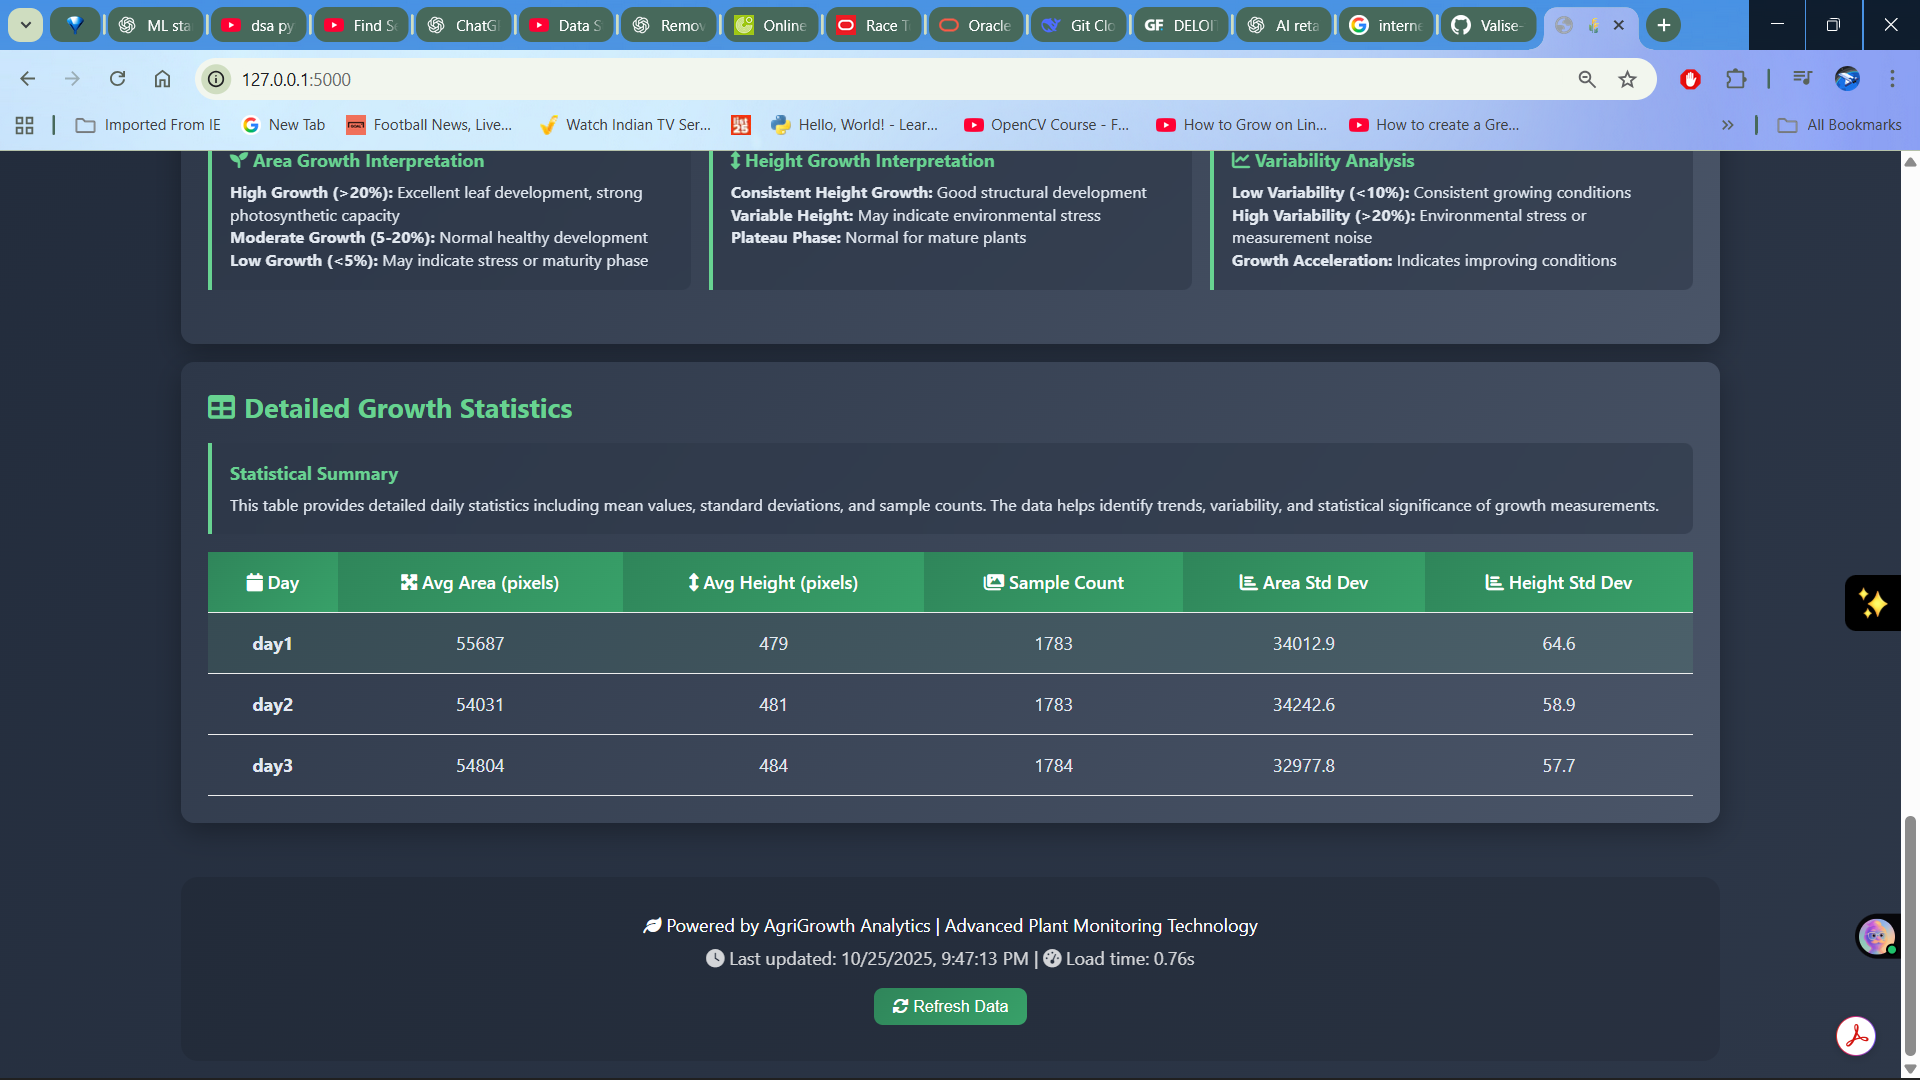 ML sta
dsa py
Find Se
ChatG
Data S
Remov
Online
Race T
Oracle
Git Clo
GF DELOI
AI reta
interne
Valise-
127.0.0.1:5000
Imported From IE
New Tab
Football News, Live...
Watch Indian TV Ser...
list 25
Hello, World! - Lear...
OpenCV Course - F...
How to Grow on Lin...
How to create a Gre...
All Bookmarks
Area Growth Interpretation
High Growth (>20%): Excellent leaf development, strong
photosynthetic capacity
Moderate Growth (5-20%): Normal healthy development
Low Growth (<5%): May indicate stress or maturity phase
Height Growth Interpretation
Consistent Height Growth: Good structural development
Variable Height: May indicate environmental stress
Plateau Phase: Normal for mature plants
Variability Analysis
Low Variability (<10%): Consistent growing conditions
High Variability (>20%): Environmental stress or
measurement noise
Growth Acceleration: Indicates improving conditions
Detailed Growth Statistics
Statistical Summary
This table provides detailed daily statistics including mean values, standard deviations, and sample counts. The data helps identify trends, variability, and statistical significance of growth measurements.
Day Avg Area (pixels) Avg Height (pixels) Sample Count Area Std Dev Height Std Dev
day1 55687 479 1783 34012.9 64.6
day2 54031 481 1783 34242.6 58.9
day3 54804 484 1784 32977.8 57.7
Powered by AgriGrowth Analytics | Advanced Plant Monitoring Technology
Last updated: 10/25/2025, 9:47:13 PM | Load time: 0.76s
Refresh Data